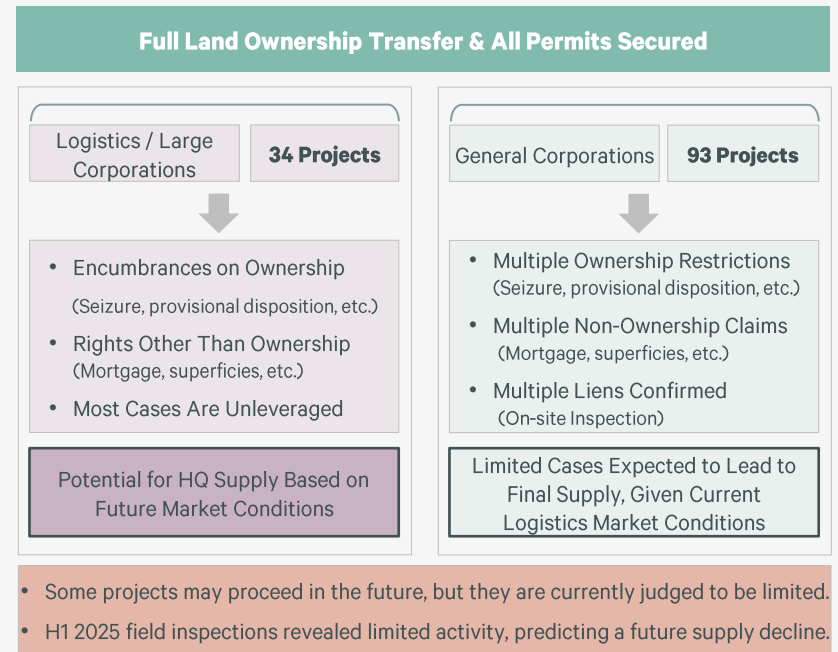 Full Land Ownership Transfer & All Permits Secured
Logistics / Large
Corporations
34 Projects
• Encumbrances on Ownership
(Seizure, provisional disposition, etc.)
• Rights Other Than Ownership
(Mortgage, superficies, etc.)
• Most Cases Are Unleveraged
Potential for HQ Supply Based on
Future Market Conditions
General Corporations
93 Projects
• Multiple Ownership Restrictions
(Seizure, provisional disposition, etc.)
• Multiple Non-Ownership Claims
(Mortgage, superficies, etc.)
• Multiple Liens Confirmed
(On-site Inspection)
Limited Cases Expected to Lead to
Final Supply, Given Current
Logistics Market Conditions
• Some projects may proceed in the future, but they are currently judged to be limited.
• H1 2025 field inspections revealed limited activity, predicting a future supply decline.